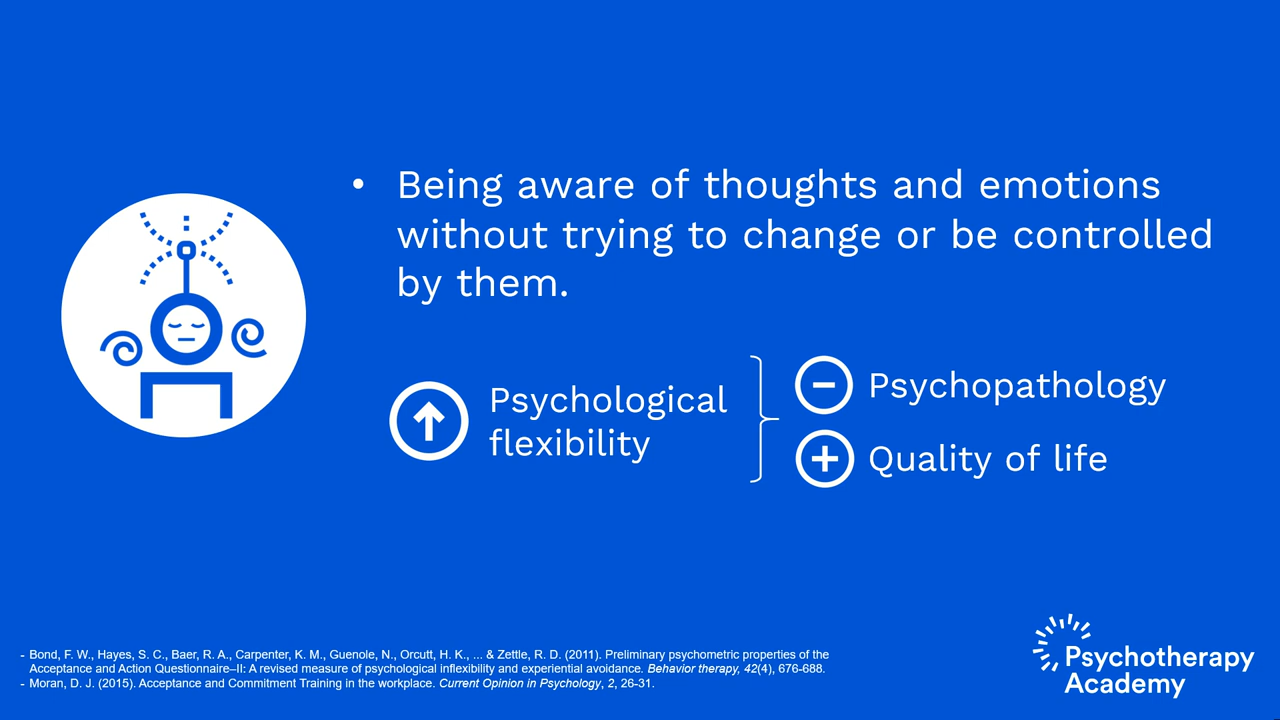 • Being aware of thoughts and emotions
without trying to change or be controlled
by them.
Psychological
flexibility
Psychopathology
Quality of life
- Bond, F. W., Hayes, S. C., Baer, R. A., Carpenter, K. M., Guenole, N., Orcutt, H. K., ... & Zettle, R. D. (2011). Preliminary psychometric properties of the
Acceptance and Action Questionnaire–II: A revised measure of psychological inflexibility and experiential avoidance. Behavior therapy, 42(4), 676-688.
- Moran, D. J. (2015). Acceptance and Commitment Training in the workplace. Current Opinion in Psychology, 2, 26-31.
Psychotherapy
Academy